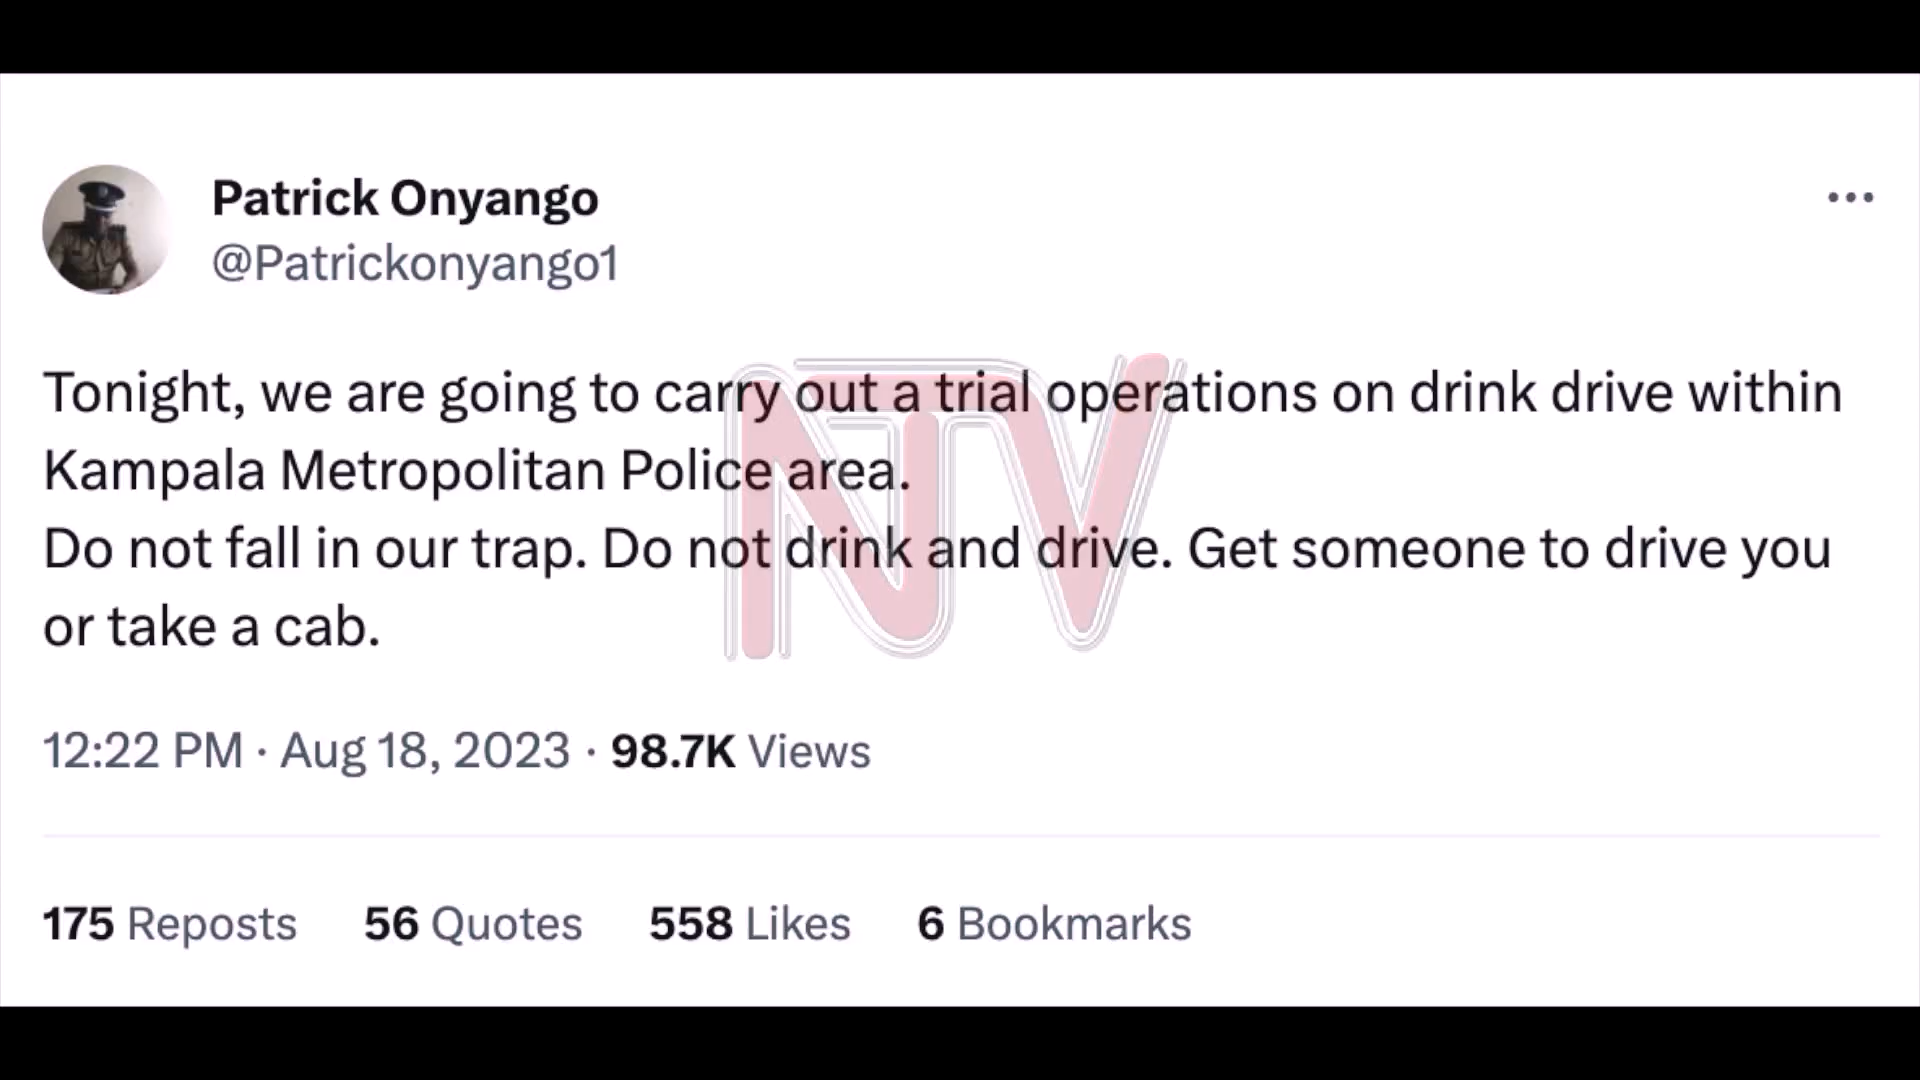 Patrick Onyango
@Patrickonyango1
Tonight, we are going to carry out a trial operations on drink drive within
Kampala Metropolitan Police area.
Do not fall in our trap. Do not drink and drive. Get someone to drive you
or take a cab.
NTV
12:22 PM · Aug 18, 2023 · 98.7K Views
175 Reposts 56 Quotes 558 Likes 6 Bookmarks